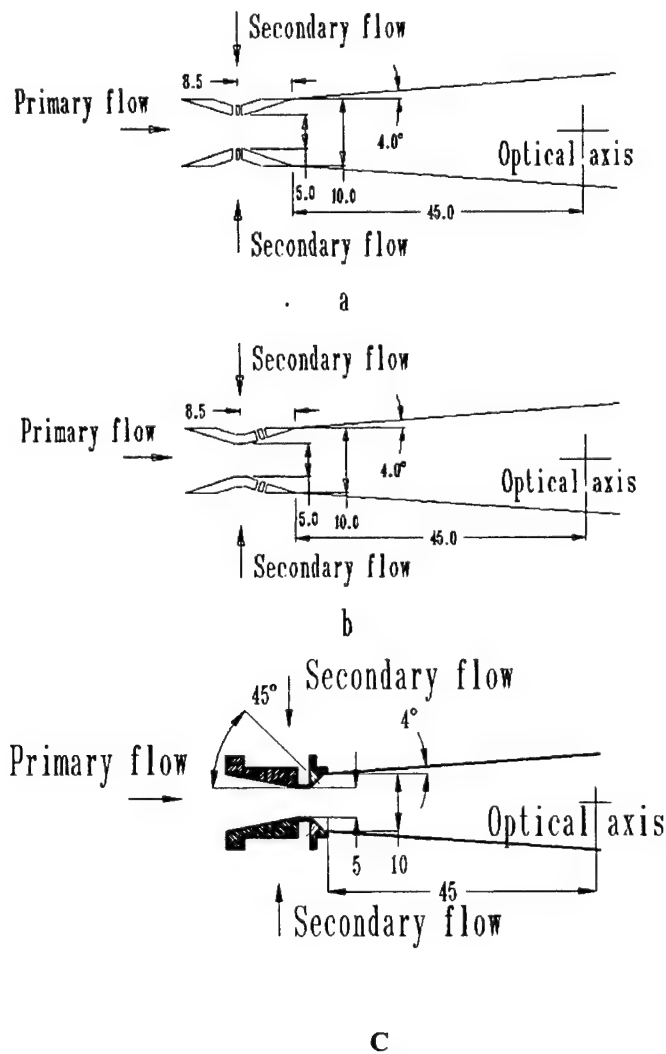 Secondary flow
8.5
Primary flow
4.0°
Optical axis
5.0
10.0
45.0
Secondary flow
a
Secondary flow
8.5
Primary flow
4.0°
Optical axis
5.0
10.0
45.0
Secondary flow
b
Secondary flow
45°
4°
Primary flow
Optical axis
5
10
45
Secondary flow
C